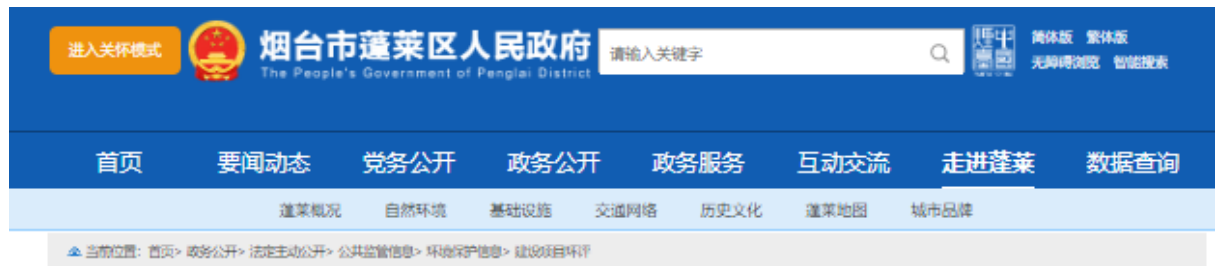 进入关怀模式
烟台市蓬莱区人民政府
The People's Government of Penglai District
请输入关键字
简体版 繁体版
无障碍浏览 智能搜索
首页 要闻动态 党务公开 政务公开 政务服务 互动交流 走进蓬莱 数据查询
蓬莱概况 自然环境 基础设施 交通网络 历史文化 蓬莱地图 城市品牌
当前位置：首页> 政务公开> 法定主动公开> 公共监管信息> 环境保护信息> 建设项目环评